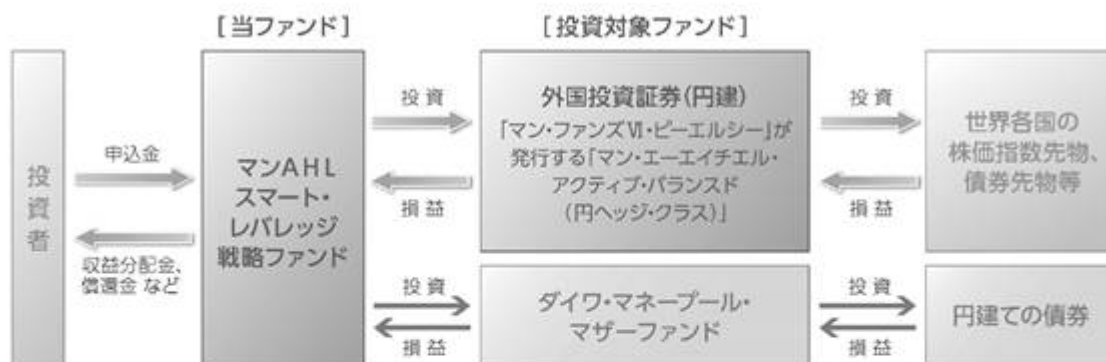 [当ファンド]
[投資対象ファンド]
投資者
申込金
収益分配金、
償還金 など
マンAHL
スマート・
レバレッジ
戦略ファンド
投資
損益
外国投資証券(円建)
「マン・ファンズⅥ・ピーエルシー」が
発行する「マン・エーエイチエル・
アクティブ・バランスド
(円ヘッジ・クラス)」
投資
損益
世界各国の
株価指数先物、
債券先物等
投資
損益
ダイワ・マネープール・
マザーファンド
投資
損益
円建ての債券